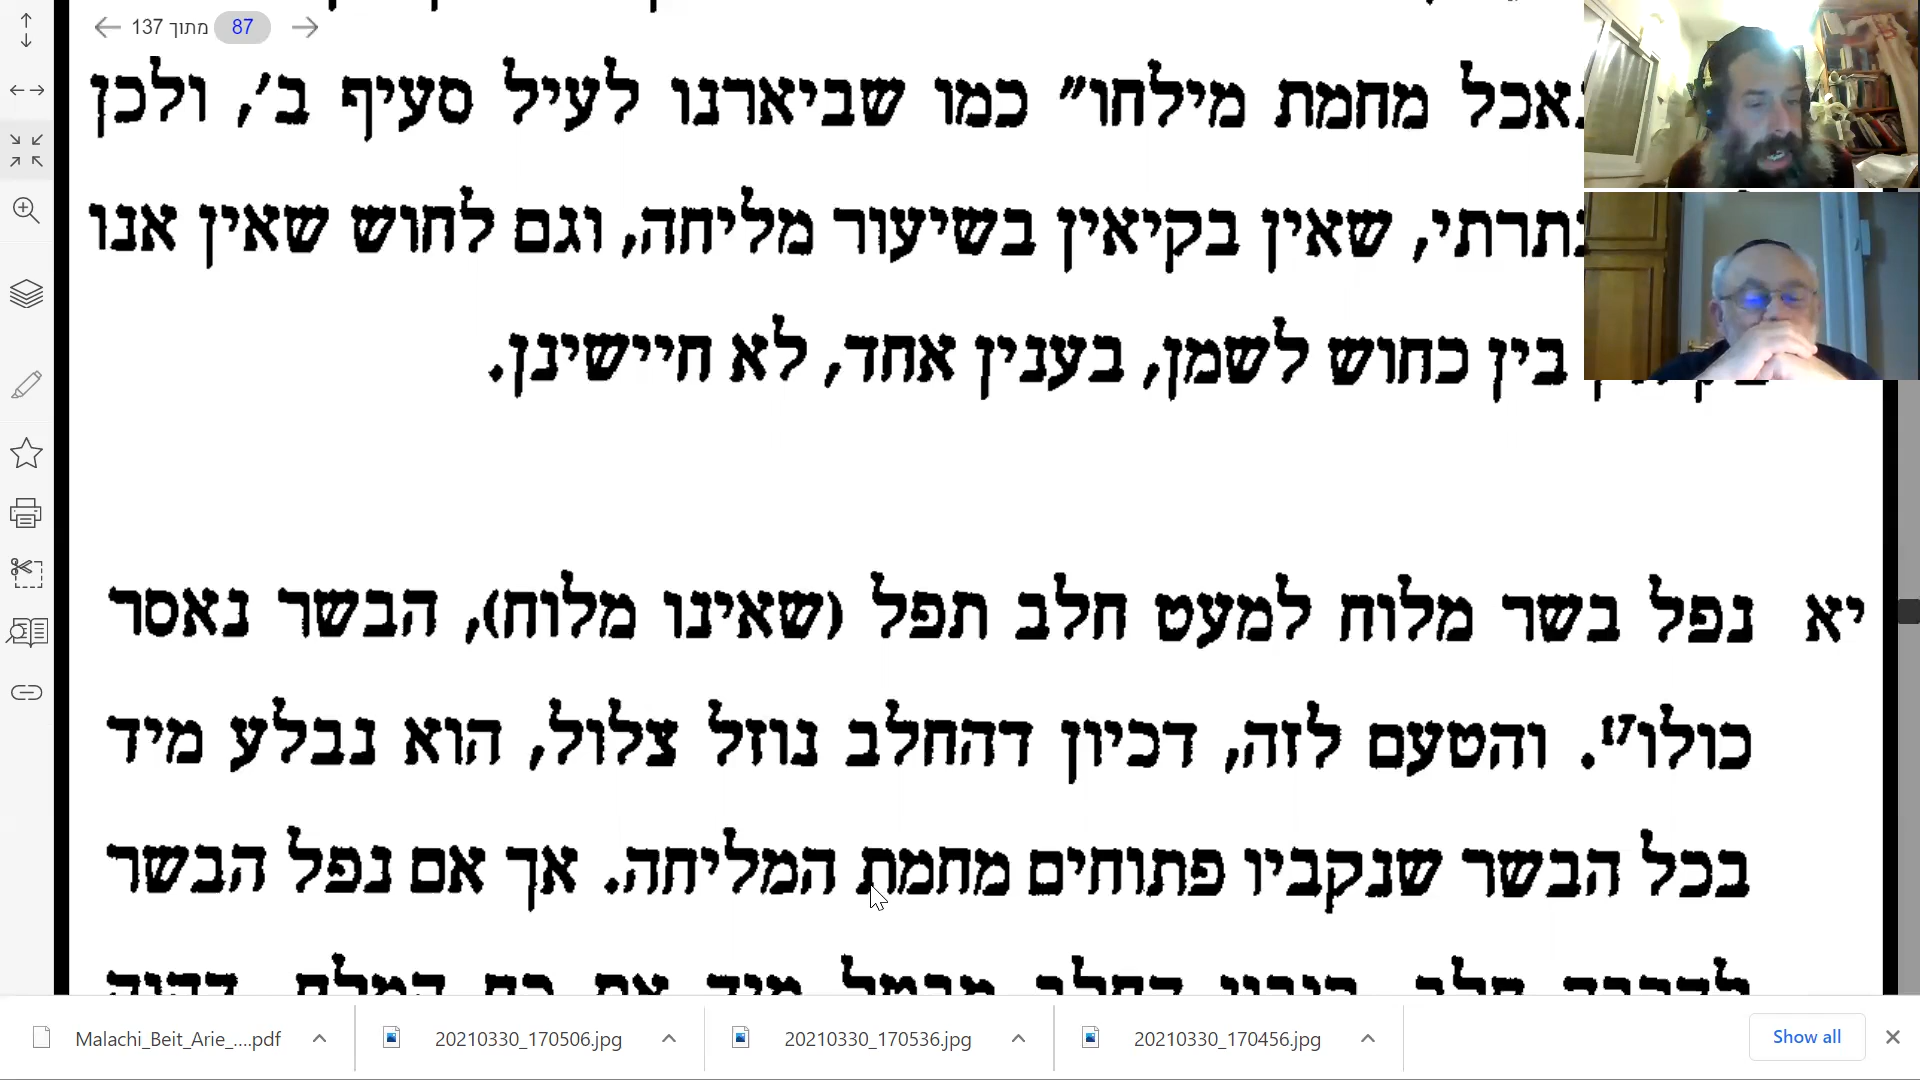 87 מתוך 137
נאכל מחמת מילחו״ כמו שביארנו לעיל סעיף ב׳, ולכן
שאין בקיאין בשיעור מליחה, וגם לחוש שאין אנו
בין כחוש לשמן, בענין אחד, לא חיישינן.
יא נפל בשר מלוח למעט חלב תפל (שאינו מלוח), הבשר נאסר
כולוי״ז. והטעם לזה, דכיון דהחלב נוזל צלול, הוא נבלע מיד
בכל הבשר שנקביו פתוחים מחמת המליחה. אך אם נפל הבשר
Malachi_Beit_Arie_....pdf
20210330_170506.jpg
20210330_170536.jpg
20210330_170456.jpg
Show all